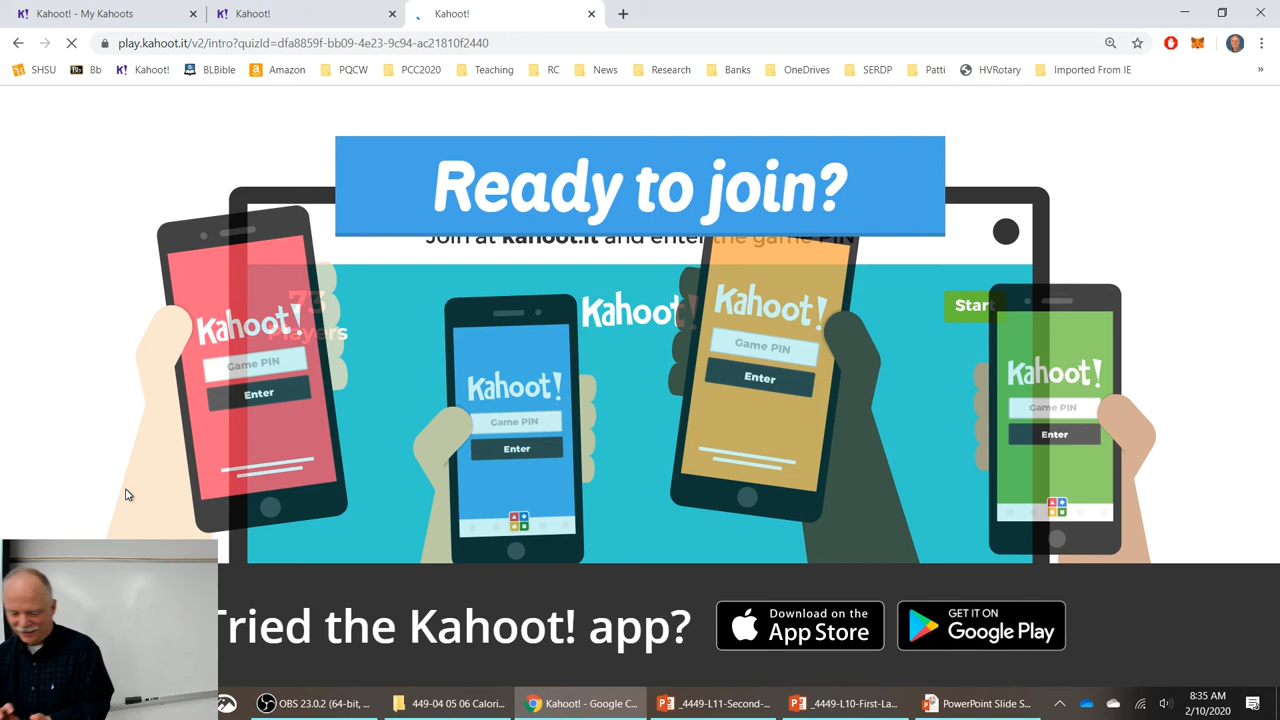 Kahoot! - My Kahoots
Kahoot!
Kahoot!
play.kahoot.it/v2/intro?quizId=dfa8859f-bb09-4e23-9c94-ac21810f2440
SHSU Bb Kahoot! BLBible Amazon PQCW PCC2020 Teaching RC News Research Banks OneDrives SERDP Patti HVRotary Imported From IE »
Ready to join?
Join at kahoot.it and enter the game PIN
73
Players
Kahoot!
Start
Kahoot!
Game PIN
Enter
Kahoot!
Game PIN
Enter
Kahoot!
Game PIN
Enter
Kahoot!
Game PIN
Enter
Tried the Kahoot! app?
Download on the
App Store
GET IT ON
Google Play
OBS 23.0.2 (64-bit, ...
449-04 05 06 Calori...
Kahoot! - Google C...
_4449-L11-Second-...
_4449-L10-First-La...
PowerPoint Slide S...
8:35 AM
2/10/2020